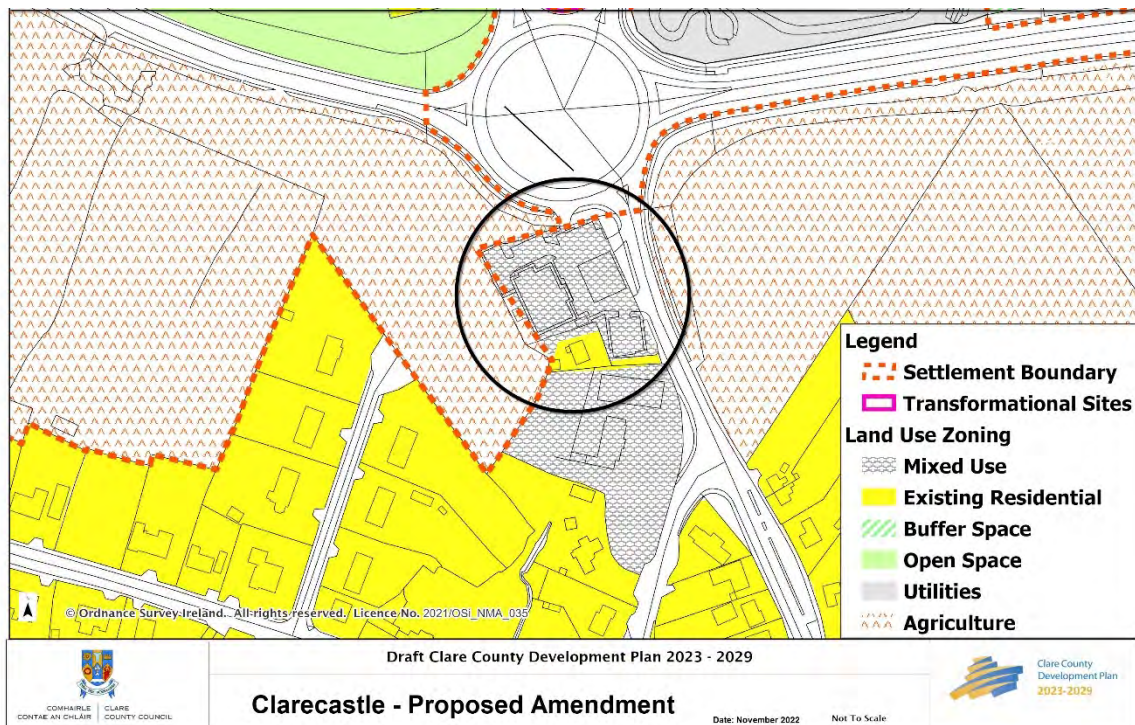 Legend
Settlement Boundary
Transformational Sites
Land Use Zoning
Mixed Use
Existing Residential
Buffer Space
Open Space
Utilities
Agriculture
© Ordnance Survey Ireland. All rights reserved. Licence No. 2021/OSi_NMA_035
Draft Clare County Development Plan 2023 - 2029
Clarecastle - Proposed Amendment
Date: November 2022
Not To Scale
COMHAIRLE CLARE
CONTAE AN CHLÁIR COUNTY COUNCIL
Clare County
Development Plan
2023-2029